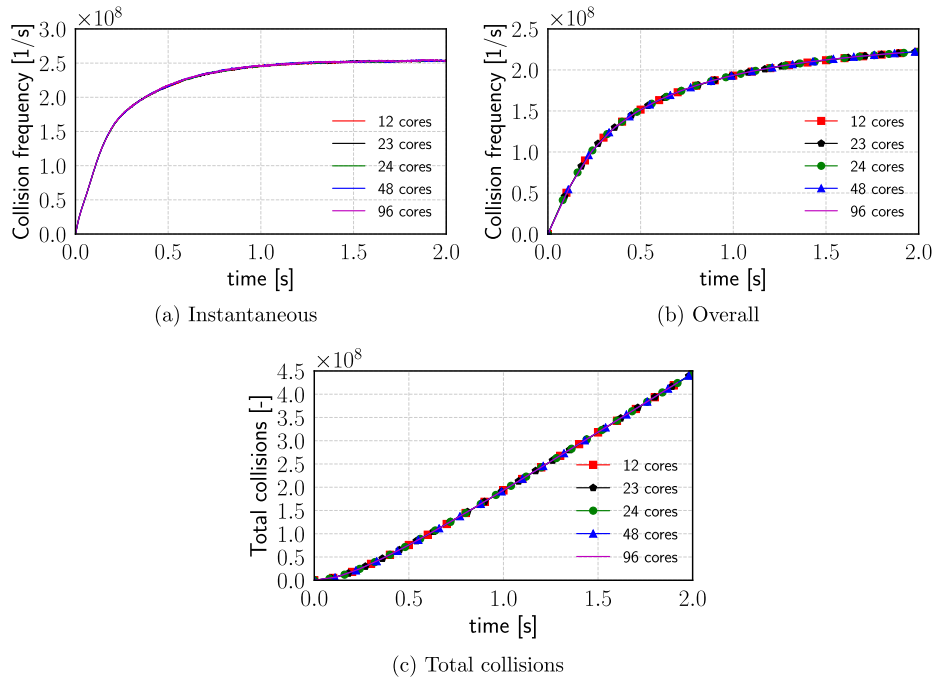 ×10⁸
3.0
2.5
2.0
1.5
1.0
0.5
0.0
Collision frequency [1/s]
12 cores
23 cores
24 cores
48 cores
96 cores
0.0 0.5 1.0 1.5 2.0
time [s]
(a) Instantaneous
×10⁸
2.5
2.0
1.5
1.0
0.5
0.0
Collision frequency [1/s]
12 cores
23 cores
24 cores
48 cores
96 cores
0.0 0.5 1.0 1.5 2.0
time [s]
(b) Overall
×10⁸
4.5
4.0
3.5
3.0
2.5
2.0
1.5
1.0
0.5
0.0
Total collisions [-]
12 cores
23 cores
24 cores
48 cores
96 cores
0.0 0.5 1.0 1.5 2.0
time [s]
(c) Total collisions